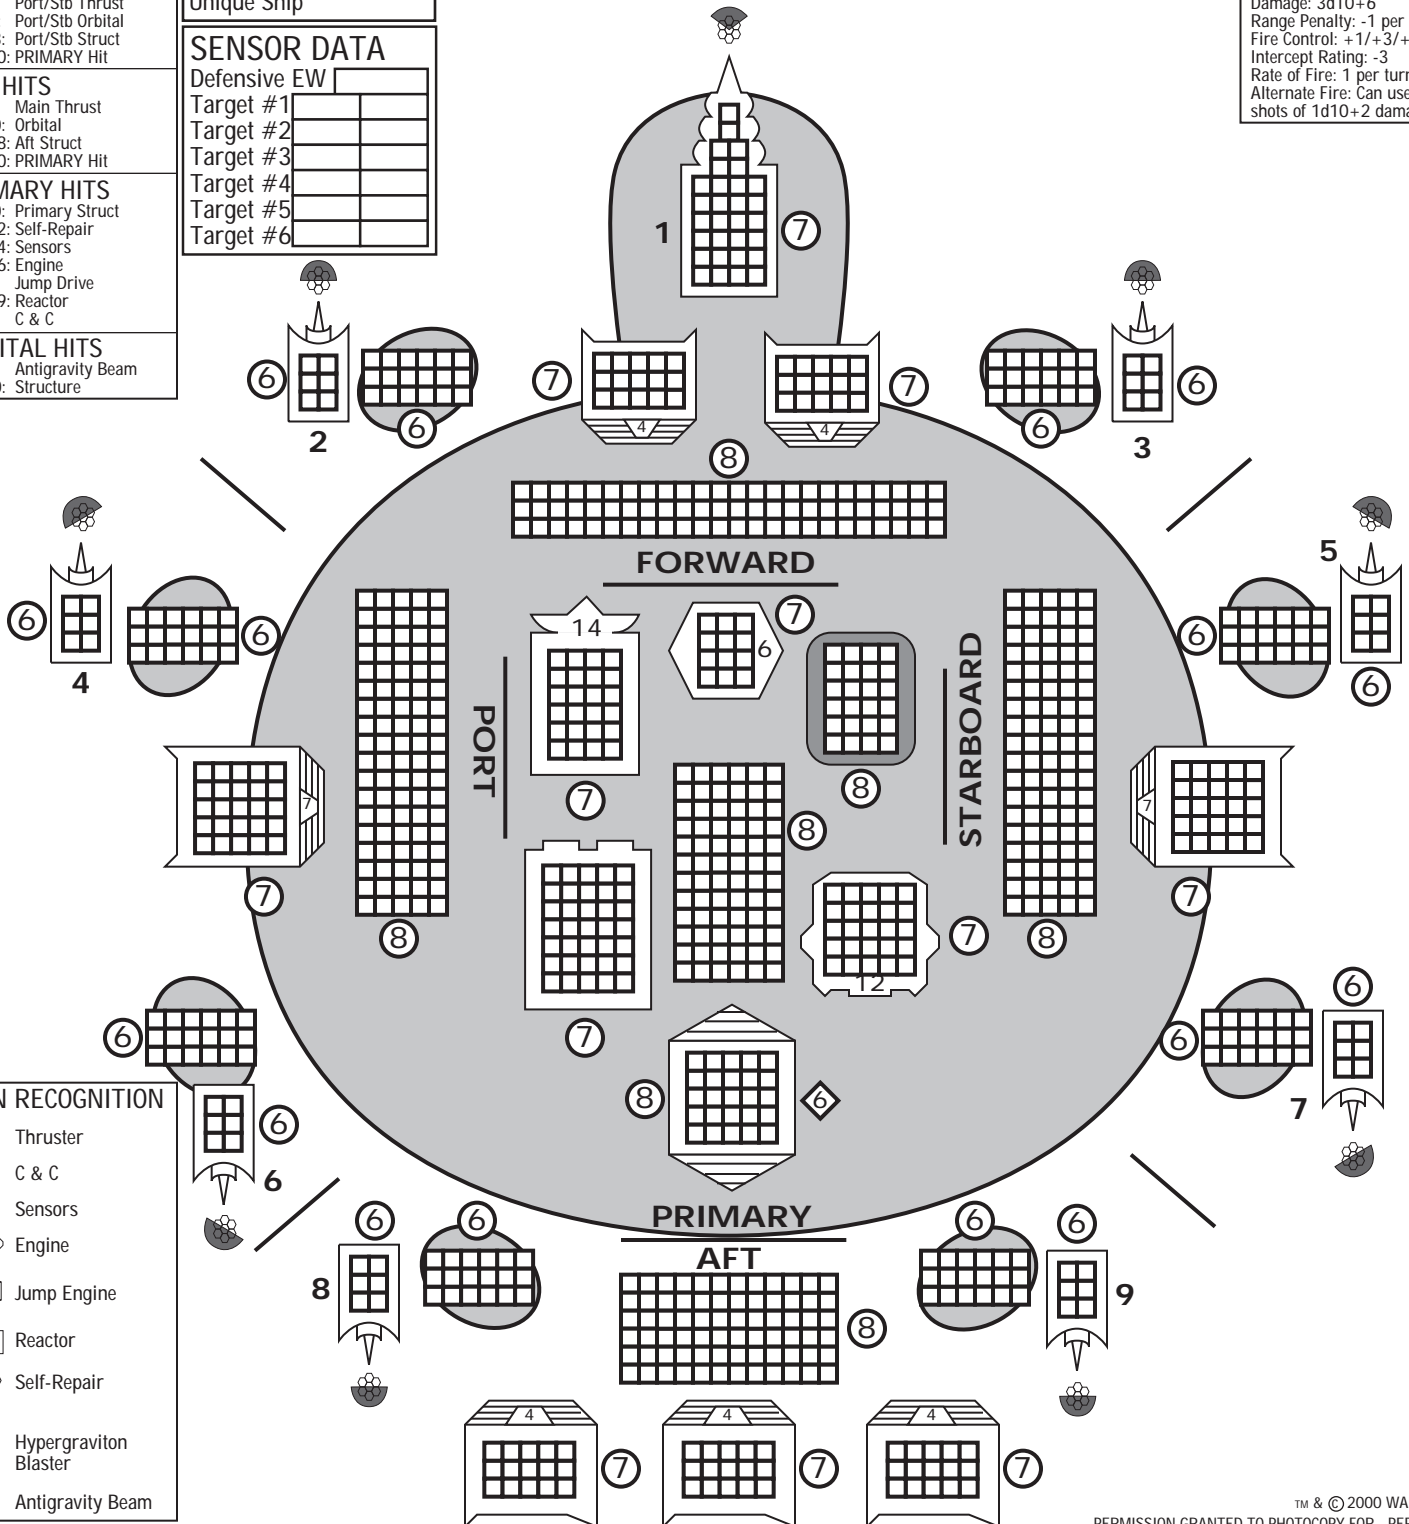 Port/Stb Thrust
Port/Stb Orbital
: Port/Stb Struct
0: PRIMARY Hit
HITS
Main Thrust
: Orbital
8: Aft Struct
0: PRIMARY Hit
MARY HITS
: Primary Struct
2: Self-Repair
4: Sensors
6: Engine
Jump Drive
9: Reactor
C & C
ITAL HITS
Antigravity Beam
: Structure
Unique Ship
SENSOR DATA
Defensive EW
Target #1
Target #2
Target #3
Target #4
Target #5
Target #6
Damage: 3d10+6
Range Penalty: -1 per
Fire Control: +1/+3/+
Intercept Rating: -3
Rate of Fire: 1 per turn
Alternate Fire: Can use
shots of 1d10+2 dama
1
7
6
2
6
7
4
7
4
6
3
6
8
FORWARD
4
6
6
5
6
6
PORT
14
7
7
6
8
STARBOARD
7
7
8
7
8
8
7
12
7
8
7
7
6
6
6
8
6
6
6
7
PRIMARY
AFT
8
8
6
6
6
6
9
4
7
4
7
4
7
N RECOGNITION
Thruster
C & C
Sensors
Engine
Jump Engine
Reactor
Self-Repair
Hypergraviton
Blaster
Antigravity Beam
TM & © 2000 WA